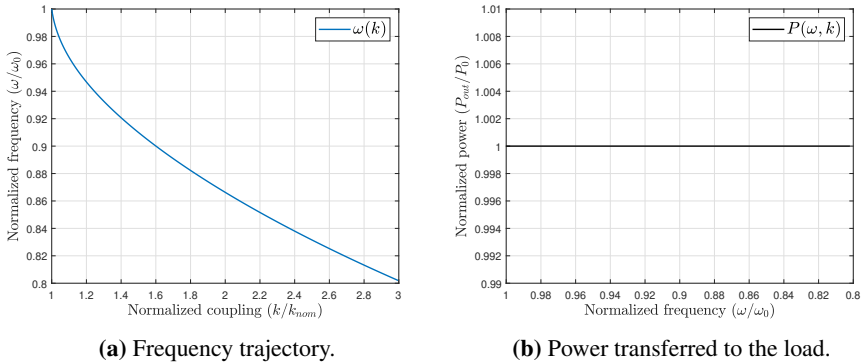 ω(k)
1
0.98
0.96
0.94
0.92
0.9
0.88
0.86
0.84
0.82
0.8
Normalized frequency (ω/ω₀)
1 1.2 1.4 1.6 1.8 2 2.2 2.4 2.6 2.8 3
Normalized coupling (k/kₙₒₘ)
(a) Frequency trajectory.
P(ω, k)
1.01
1.008
1.006
1.004
1.002
1
0.998
0.996
0.994
0.992
0.99
Normalized power (Pₒᵤₜ/P₀)
1 0.98 0.96 0.94 0.92 0.9 0.88 0.86 0.84 0.82 0.8
Normalized frequency (ω/ω₀)
(b) Power transferred to the load.